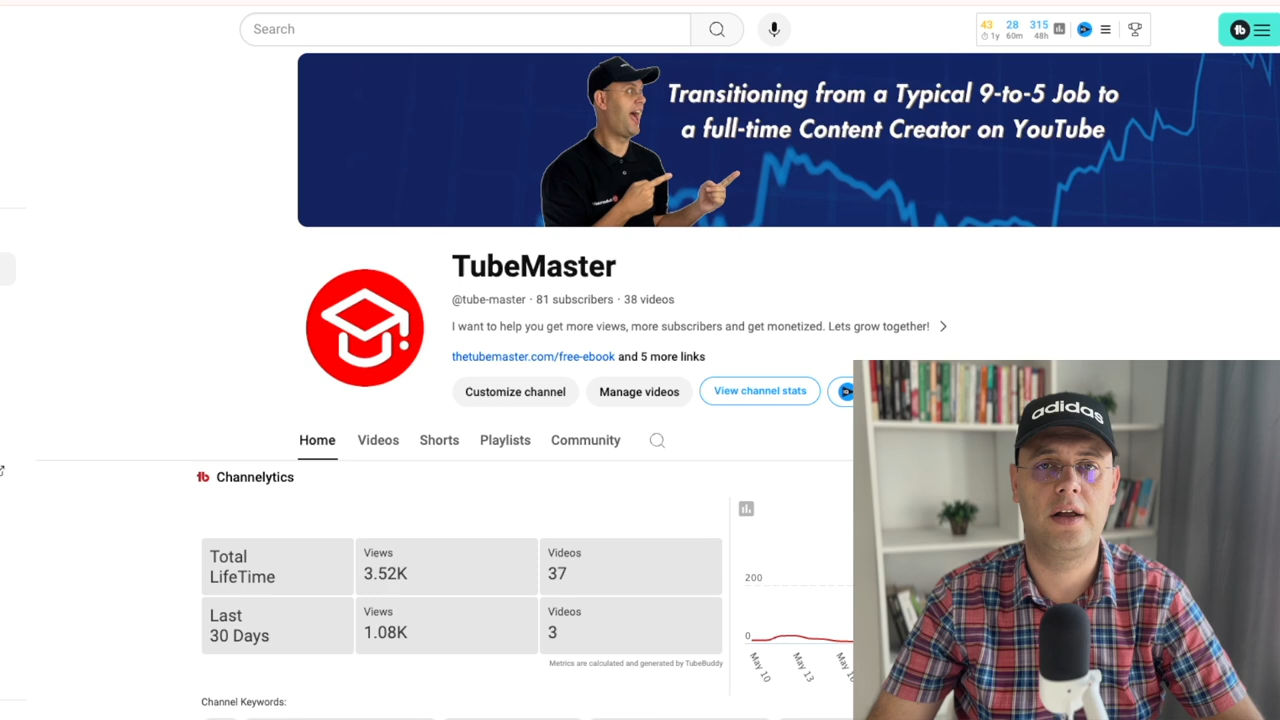 Search
43 28 315
1y 60m 48h
tb
Transitioning from a Typical 9-to-5 Job to
a full-time Content Creator on YouTube
TubeMaster
@tube-master · 81 subscribers · 38 videos
I want to help you get more views, more subscribers and get monetized. Lets grow together!
thetubemaster.com/free-ebook and 5 more links
Customize channel Manage videos View channel stats
Home Videos Shorts Playlists Community
tb Channelytics
Total
LifeTime
Views
3.52K
Videos
37
Last
30 Days
Views
1.08K
Videos
3
Metrics are calculated and generated by TubeBuddy
200
0
May 10 May 13
Channel Keywords:
adidas